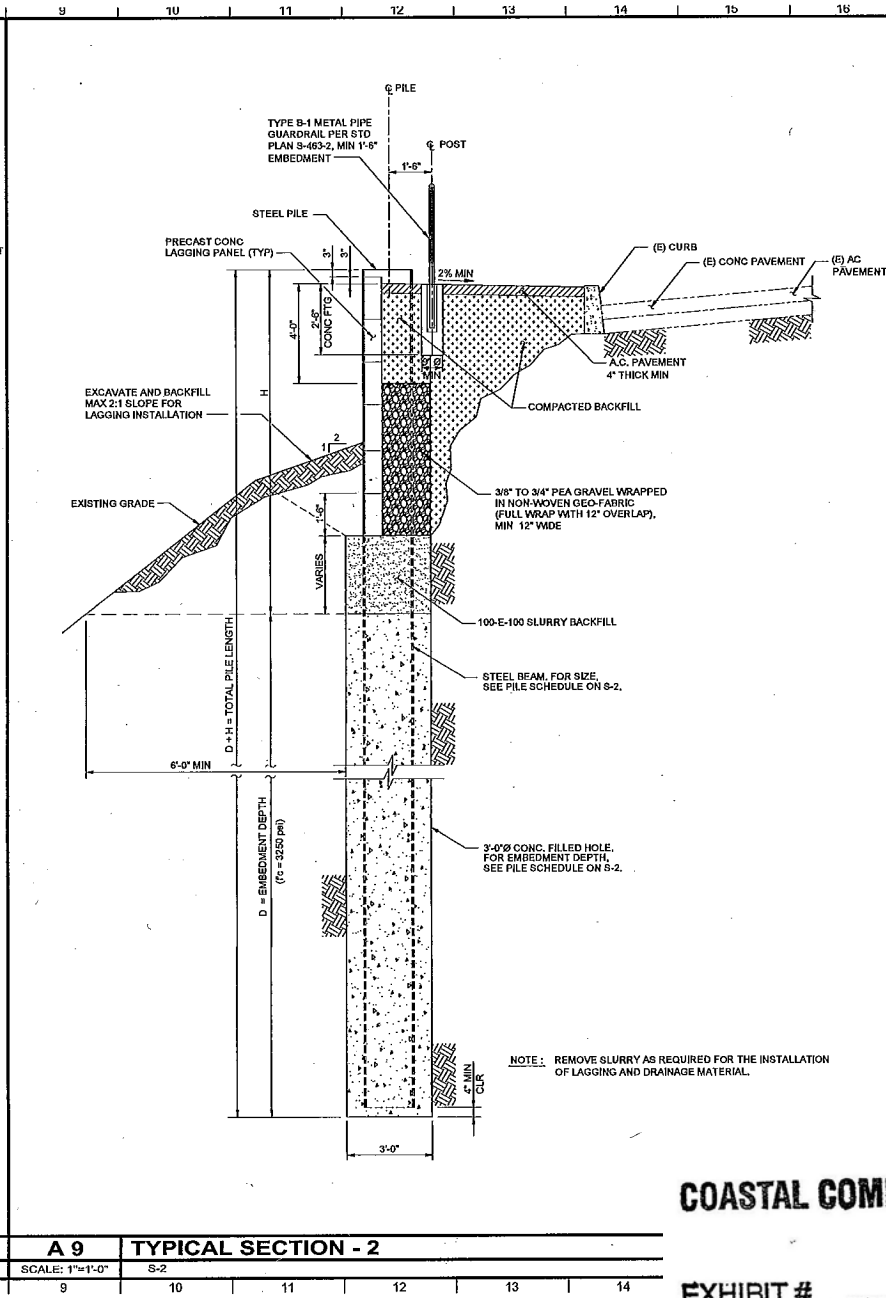 9 10 11 12 13 14 15 16
℄ PILE
TYPE B-1 METAL PIPE
GUARDRAIL PER STD
PLAN S-463-2, MIN 1'-6"
EMBEDMENT
℄ POST
1'-6"
STEEL PILE
PRECAST CONC
LAGGING PANEL (TYP)
3"
3"
2% MIN
(E) CURB
(E) CONC PAVEMENT
(E) AC
PAVEMENT
4'-0"
2'-6"
CONC FTG
MIN
A.C. PAVEMENT
4" THICK MIN
H
EXCAVATE AND BACKFILL
MAX 2:1 SLOPE FOR
LAGGING INSTALLATION
COMPACTED BACKFILL
2
1
EXISTING GRADE
3/8" TO 3/4" PEA GRAVEL WRAPPED
IN NON-WOVEN GEO-FABRIC
(FULL WRAP WITH 12" OVERLAP),
MIN 12" WIDE
1'-6"
VARIES
100-E-100 SLURRY BACKFILL
D + H = TOTAL PILE LENGTH
STEEL BEAM. FOR SIZE,
SEE PILE SCHEDULE ON S-2.
6'-0" MIN
D = EMBEDMENT DEPTH
(f'c = 3250 psi)
3'-0"Ø CONC. FILLED HOLE,
FOR EMBEDMENT DEPTH,
SEE PILE SCHEDULE ON S-2.
NOTE : REMOVE SLURRY AS REQUIRED FOR THE INSTALLATION
OF LAGGING AND DRAINAGE MATERIAL.
4" MIN
CLR
3'-0"
COASTAL COM
A 9 TYPICAL SECTION - 2
SCALE: 1"=1'-0" S-2
9 10 11 12 13 14
EXHIBIT #